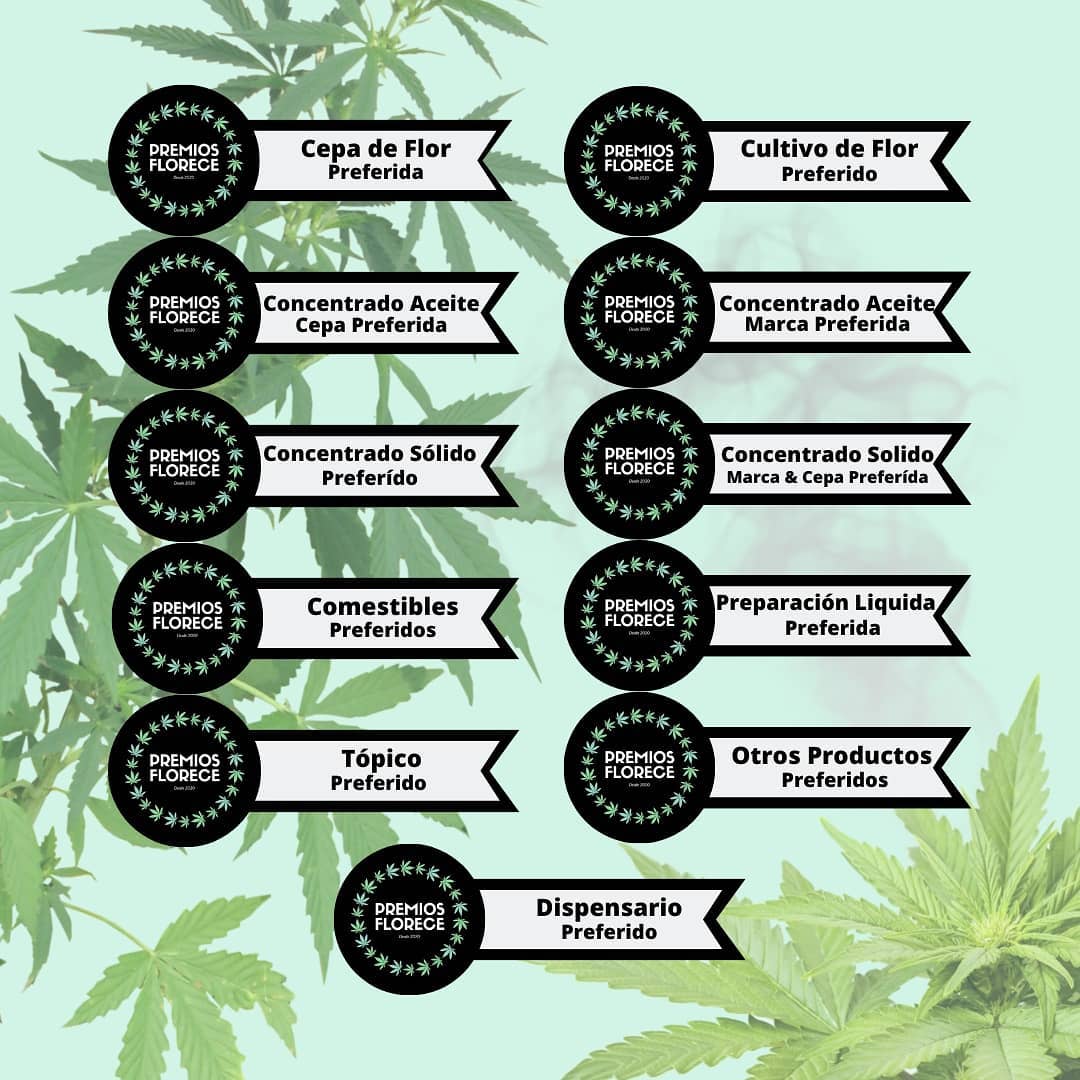 PREMIOS
FLORECE
Desde 2020
Cepa de Flor
Preferida
PREMIOS
FLORECE
Desde 2020
Cultivo de Flor
Preferido
PREMIOS
FLORECE
Desde 2020
Concentrado Aceite
Cepa Preferida
PREMIOS
FLORECE
Desde 2020
Concentrado Aceite
Marca Preferida
PREMIOS
FLORECE
Desde 2020
Concentrado Sólido
Preferído
PREMIOS
FLORECE
Desde 2020
Concentrado Solido
Marca & Cepa Preferída
PREMIOS
FLORECE
Desde 2020
Comestibles
Preferidos
PREMIOS
FLORECE
Desde 2020
Preparación Liquida
Preferida
PREMIOS
FLORECE
Desde 2020
Tópico
Preferido
PREMIOS
FLORECE
Desde 2020
Otros Productos
Preferidos
PREMIOS
FLORECE
Desde 2020
Dispensario
Preferido